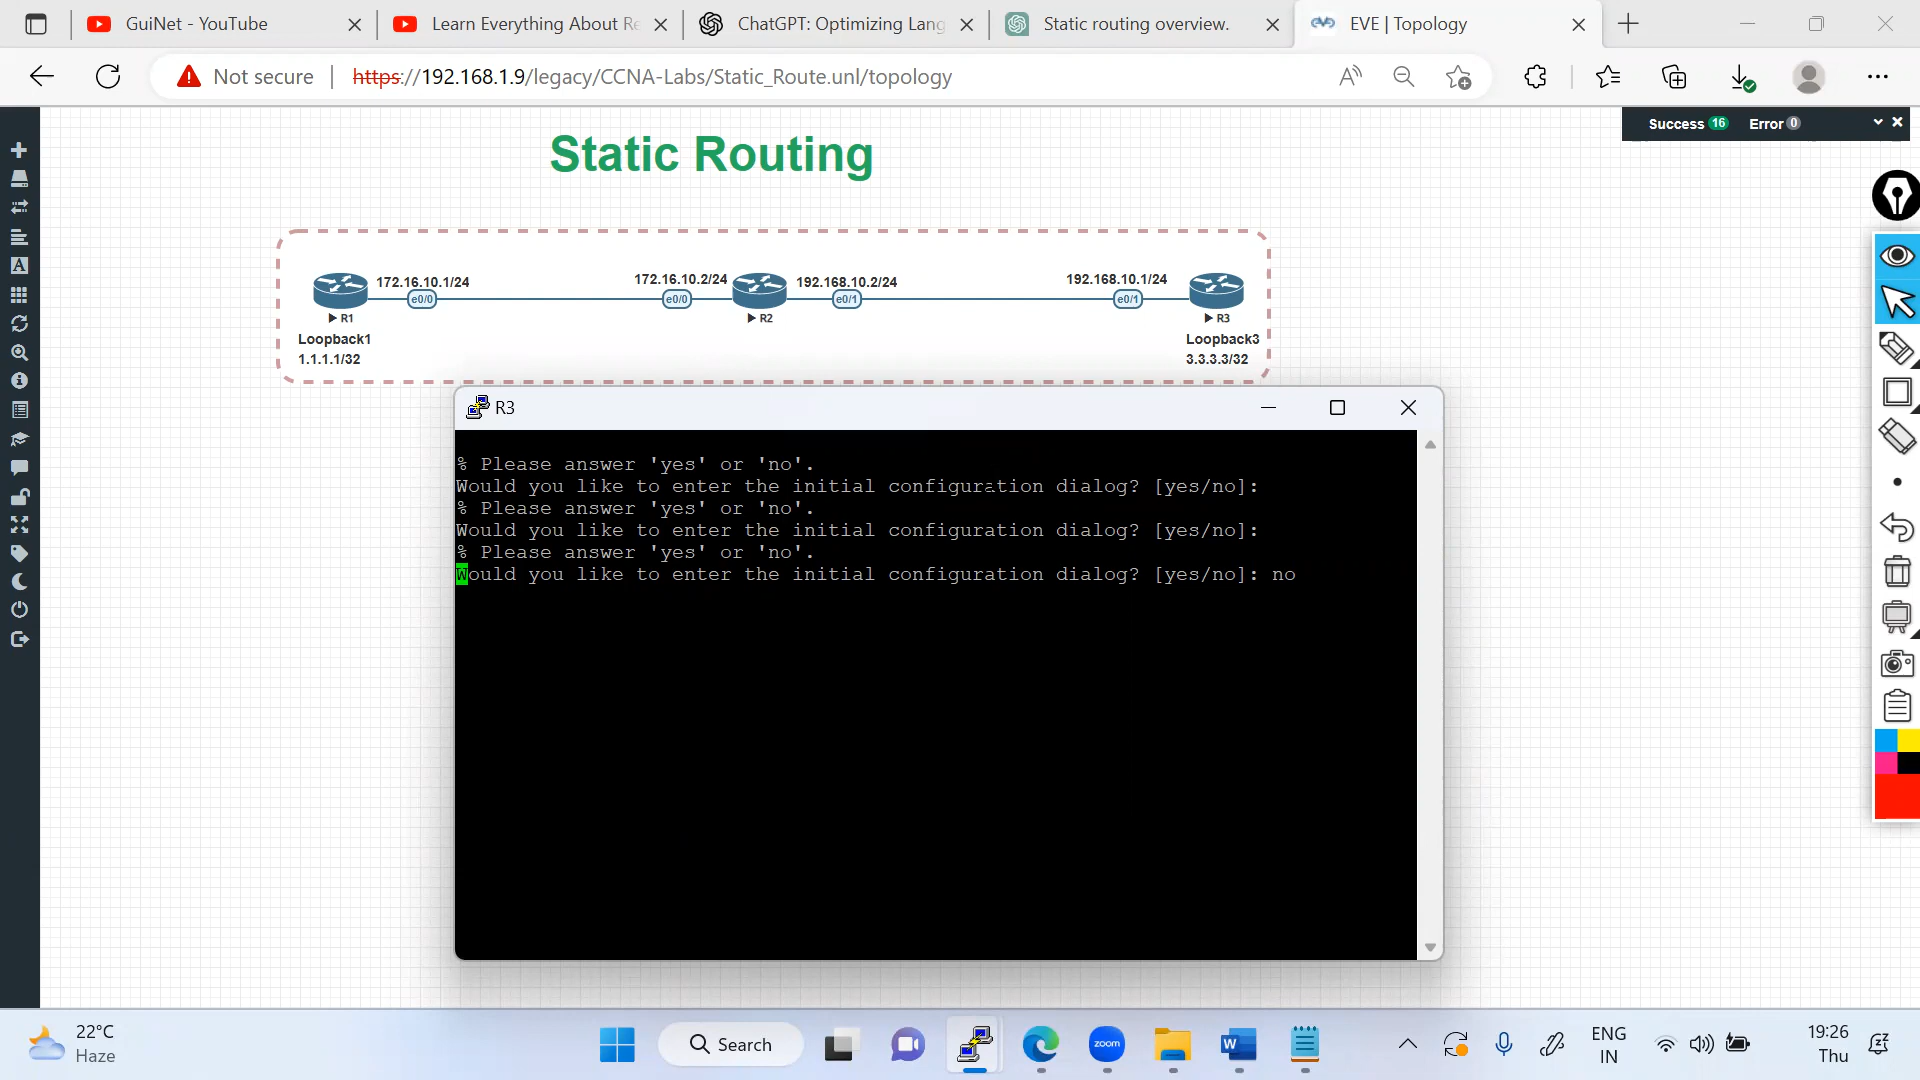 GuiNet - YouTube
Learn Everything About Re
ChatGPT: Optimizing Lang
Static routing overview.
EVE | Topology
Not secure
https://192.168.1.9/legacy/CCNA-Labs/Static_Route.unl/topology
Success 16 Error 0
Static Routing
172.16.10.1/24
172.16.10.2/24
192.168.10.2/24
192.168.10.1/24
e0/0
e0/0
e0/1
e0/1
R1
R2
R3
Loopback1
1.1.1.1/32
Loopback3
3.3.3.3/32
R3
% Please answer 'yes' or 'no'.
Would you like to enter the initial configuration dialog? [yes/no]:
% Please answer 'yes' or 'no'.
Would you like to enter the initial configuration dialog? [yes/no]:
% Please answer 'yes' or 'no'.
Would you like to enter the initial configuration dialog? [yes/no]: no
22°C
Haze
Search
zoom
ENG
IN
19:26
Thu